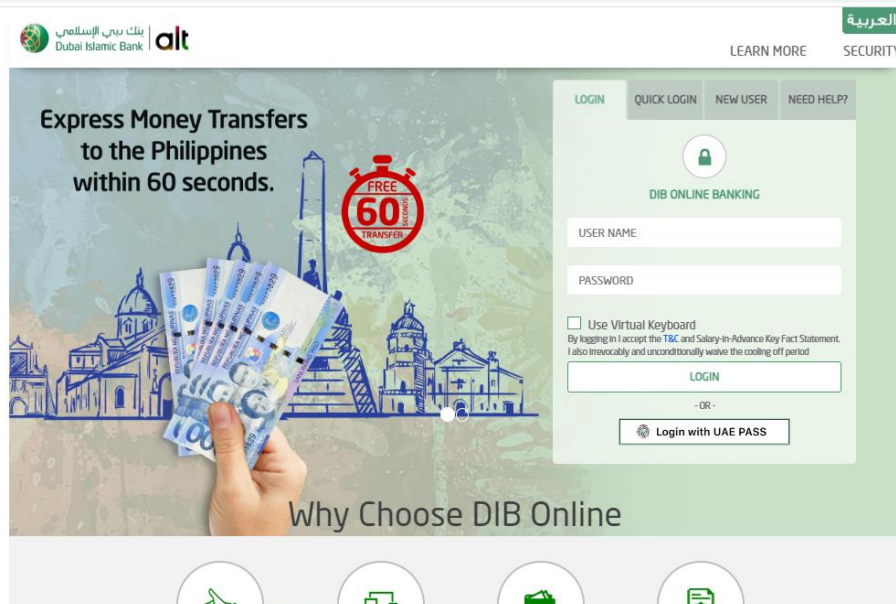 العربية
بنك دبي الإسلامي
Dubai Islamic Bank
alt
LEARN MORE
SECURITY
Express Money Transfers
to the Philippines
within 60 seconds.
FREE
60
SECONDS
TRANSFER
LOGIN
QUICK LOGIN
NEW USER
NEED HELP?
DIB ONLINE BANKING
USER NAME
PASSWORD
Use Virtual Keyboard
By logging in I accept the T&C and Salary-in-Advance Key Fact Statement.
I also irrevocably and unconditionally waive the cooling off period
LOGIN
- OR -
Login with UAE PASS
Why Choose DIB Online